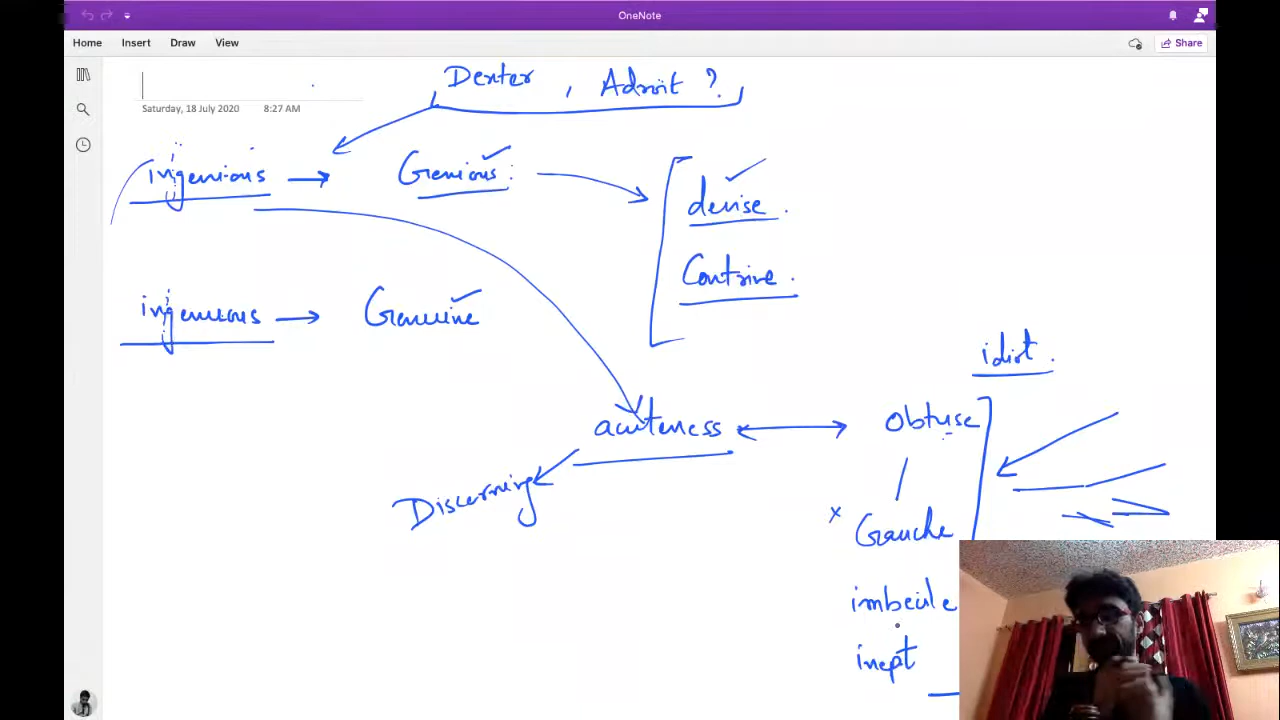 OneNote
Home Insert Draw View Share
Denter , Adroit ?
Saturday, 18 July 2020 8:27 AM
ingenious → Genious :
devise .
Contrive .
ingenuous → Genuine
idiot .
acuteness ↔ obtuse
Discerning
x Gauche
imbecile
inept